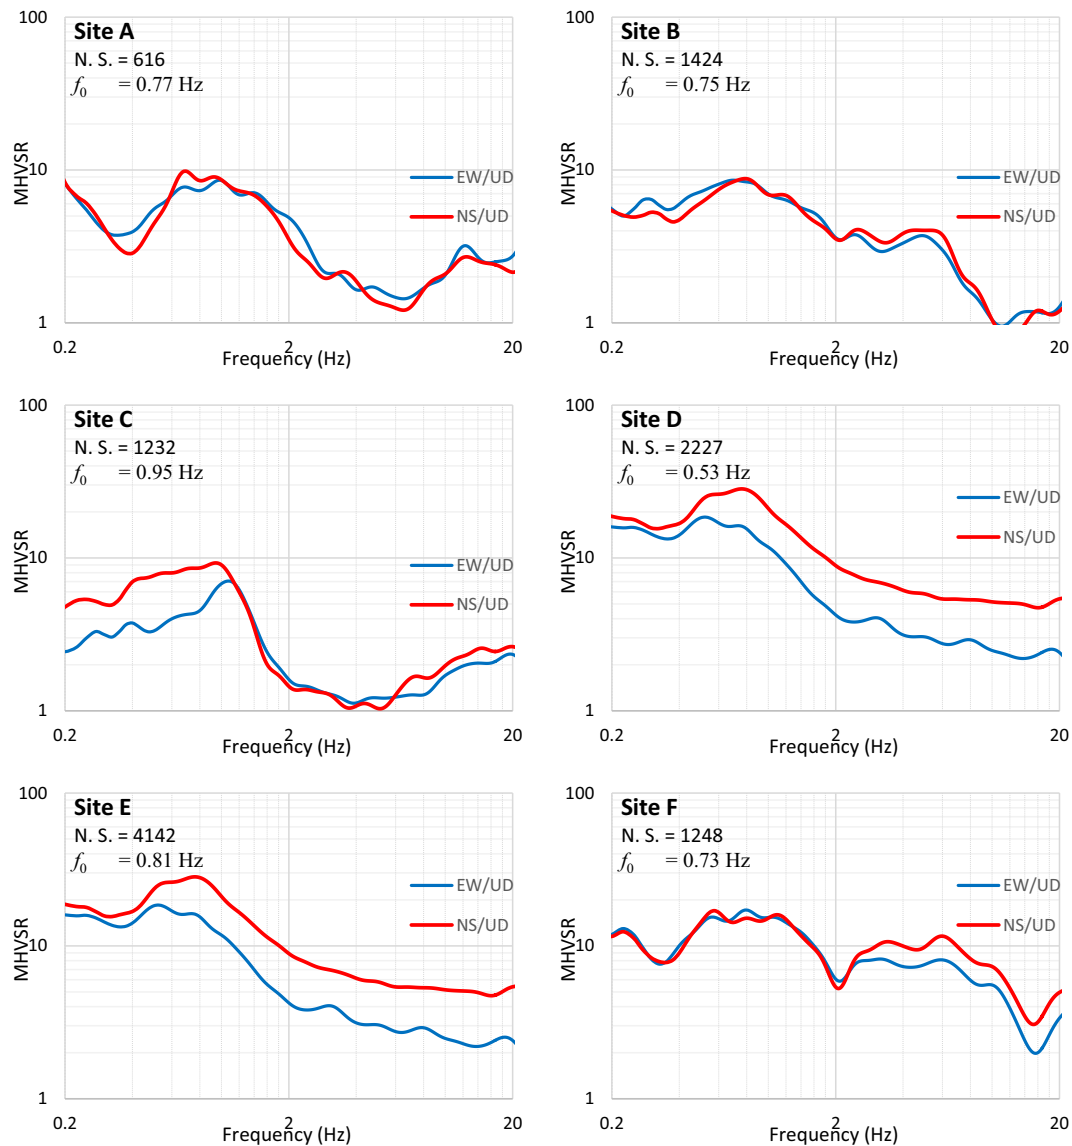 100
Site A
N. S. = 616
f0 = 0.77 Hz
MHVSR
10
EW/UD
NS/UD
1
0.2
2
20
Frequency (Hz)
100
Site B
N. S. = 1424
f0 = 0.75 Hz
MHVSR
10
EW/UD
NS/UD
1
0.2
2
20
Frequency (Hz)
100
Site C
N. S. = 1232
f0 = 0.95 Hz
MHVSR
10
EW/UD
NS/UD
1
0.2
2
20
Frequency (Hz)
100
Site D
N. S. = 2227
f0 = 0.53 Hz
MHVSR
10
EW/UD
NS/UD
1
0.2
2
20
Frequency (Hz)
100
Site E
N. S. = 4142
f0 = 0.81 Hz
MHVSR
10
EW/UD
NS/UD
1
0.2
2
20
Frequency (Hz)
100
Site F
N. S. = 1248
f0 = 0.73 Hz
MHVSR
10
EW/UD
NS/UD
1
0.2
2
20
Frequency (Hz)